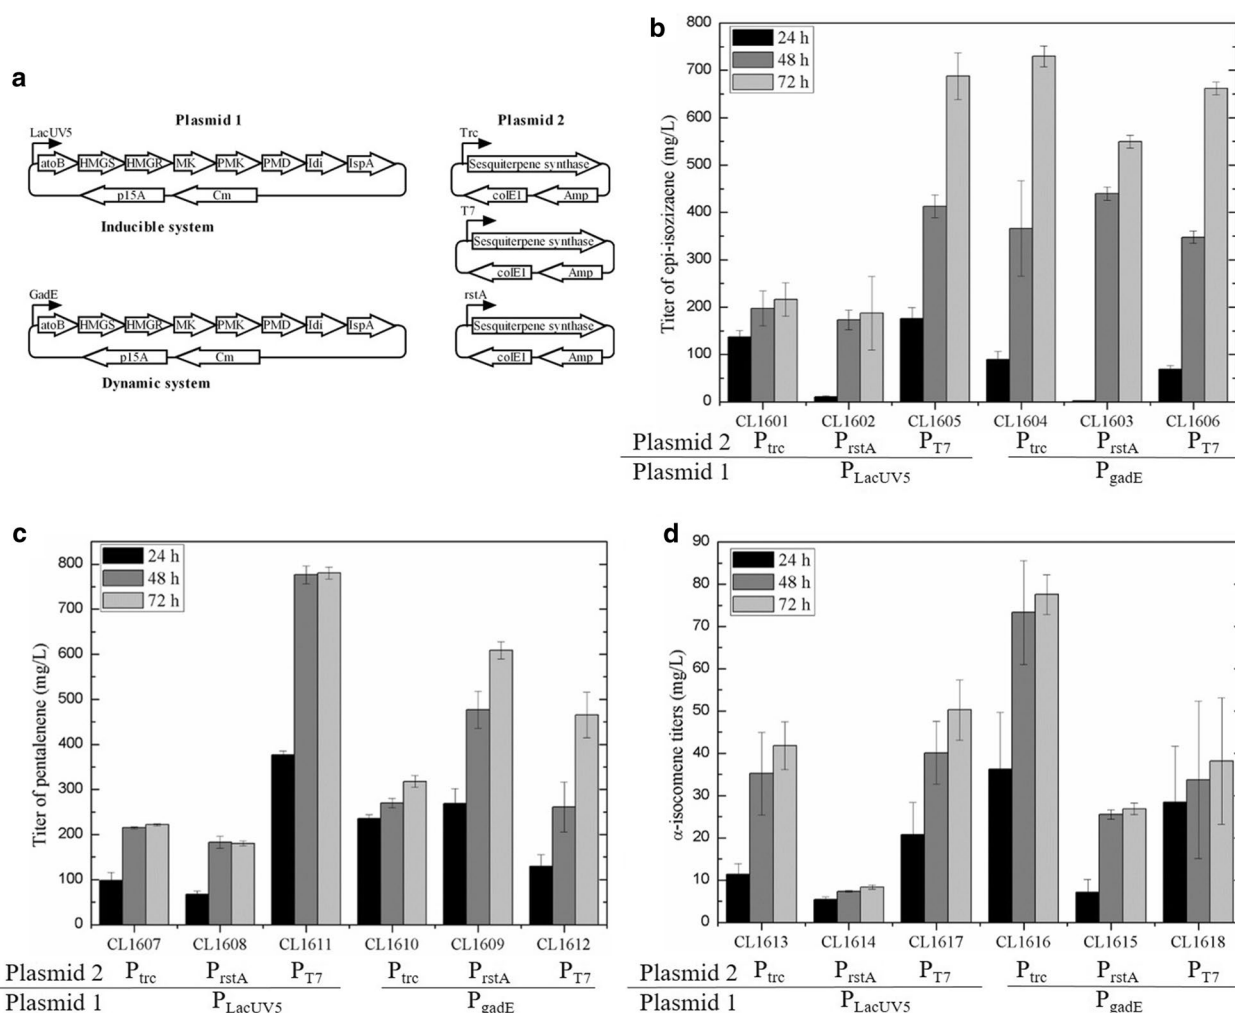 a
Plasmid 1
LacUV5
atoB HMGS HMGR MK PMK PMD Idi IspA
p15A Cm
Inducible system
GadE
atoB HMGS HMGR MK PMK PMD Idi IspA
p15A Cm
Dynamic system
Plasmid 2
Trc
Sesquiterpene synthase
colE1 Amp
T7
Sesquiterpene synthase
colE1 Amp
rstA
Sesquiterpene synthase
colE1 Amp
b
Titer of epi-isozizaene (mg/L)
800
700
600
500
400
300
200
100
0
24 h
48 h
72 h
CL1601 CL1602 CL1605 CL1604 CL1603 CL1606
Plasmid 2 Ptrc PrstA PT7 Ptrc PrstA PT7
Plasmid 1 PLacUV5 PgadE
c
Titer of pentalenene (mg/L)
800
700
600
500
400
300
200
100
0
24 h
48 h
72 h
CL1607 CL1608 CL1611 CL1610 CL1609 CL1612
Plasmid 2 Ptrc PrstA PT7 Ptrc PrstA PT7
Plasmid 1 PLacUV5 PgadE
d
α-isocomene titers (mg/L)
90
80
70
60
50
40
30
20
10
0
24 h
48 h
72 h
CL1613 CL1614 CL1617 CL1616 CL1615 CL1618
Plasmid 2 Ptrc PrstA PT7 Ptrc PrstA PT7
Plasmid 1 PLacUV5 PgadE